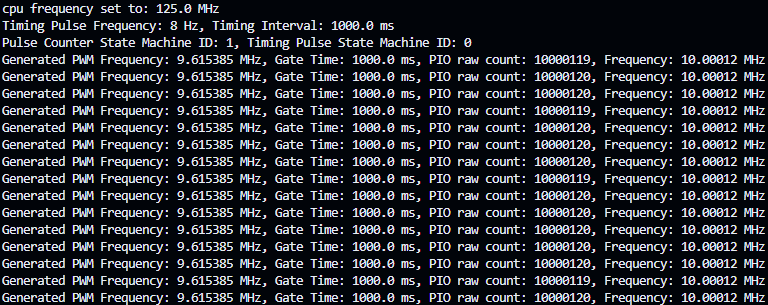 cpu frequency set to: 125.0 MHz
Timing Pulse Frequency: 8 Hz, Timing Interval: 1000.0 ms
Pulse Counter State Machine ID: 1, Timing Pulse State Machine ID: 0
Generated PWM Frequency: 9.615385 MHz, Gate Time: 1000.0 ms, PIO raw count: 10000119, Frequency: 10.00012 MHz
Generated PWM Frequency: 9.615385 MHz, Gate Time: 1000.0 ms, PIO raw count: 10000120, Frequency: 10.00012 MHz
Generated PWM Frequency: 9.615385 MHz, Gate Time: 1000.0 ms, PIO raw count: 10000120, Frequency: 10.00012 MHz
Generated PWM Frequency: 9.615385 MHz, Gate Time: 1000.0 ms, PIO raw count: 10000119, Frequency: 10.00012 MHz
Generated PWM Frequency: 9.615385 MHz, Gate Time: 1000.0 ms, PIO raw count: 10000120, Frequency: 10.00012 MHz
Generated PWM Frequency: 9.615385 MHz, Gate Time: 1000.0 ms, PIO raw count: 10000120, Frequency: 10.00012 MHz
Generated PWM Frequency: 9.615385 MHz, Gate Time: 1000.0 ms, PIO raw count: 10000120, Frequency: 10.00012 MHz
Generated PWM Frequency: 9.615385 MHz, Gate Time: 1000.0 ms, PIO raw count: 10000119, Frequency: 10.00012 MHz
Generated PWM Frequency: 9.615385 MHz, Gate Time: 1000.0 ms, PIO raw count: 10000120, Frequency: 10.00012 MHz
Generated PWM Frequency: 9.615385 MHz, Gate Time: 1000.0 ms, PIO raw count: 10000120, Frequency: 10.00012 MHz
Generated PWM Frequency: 9.615385 MHz, Gate Time: 1000.0 ms, PIO raw count: 10000120, Frequency: 10.00012 MHz
Generated PWM Frequency: 9.615385 MHz, Gate Time: 1000.0 ms, PIO raw count: 10000120, Frequency: 10.00012 MHz
Generated PWM Frequency: 9.615385 MHz, Gate Time: 1000.0 ms, PIO raw count: 10000120, Frequency: 10.00012 MHz
Generated PWM Frequency: 9.615385 MHz, Gate Time: 1000.0 ms, PIO raw count: 10000119, Frequency: 10.00012 MHz
Generated PWM Frequency: 9.615385 MHz, Gate Time: 1000.0 ms, PIO raw count: 10000120, Frequency: 10.00012 MHz